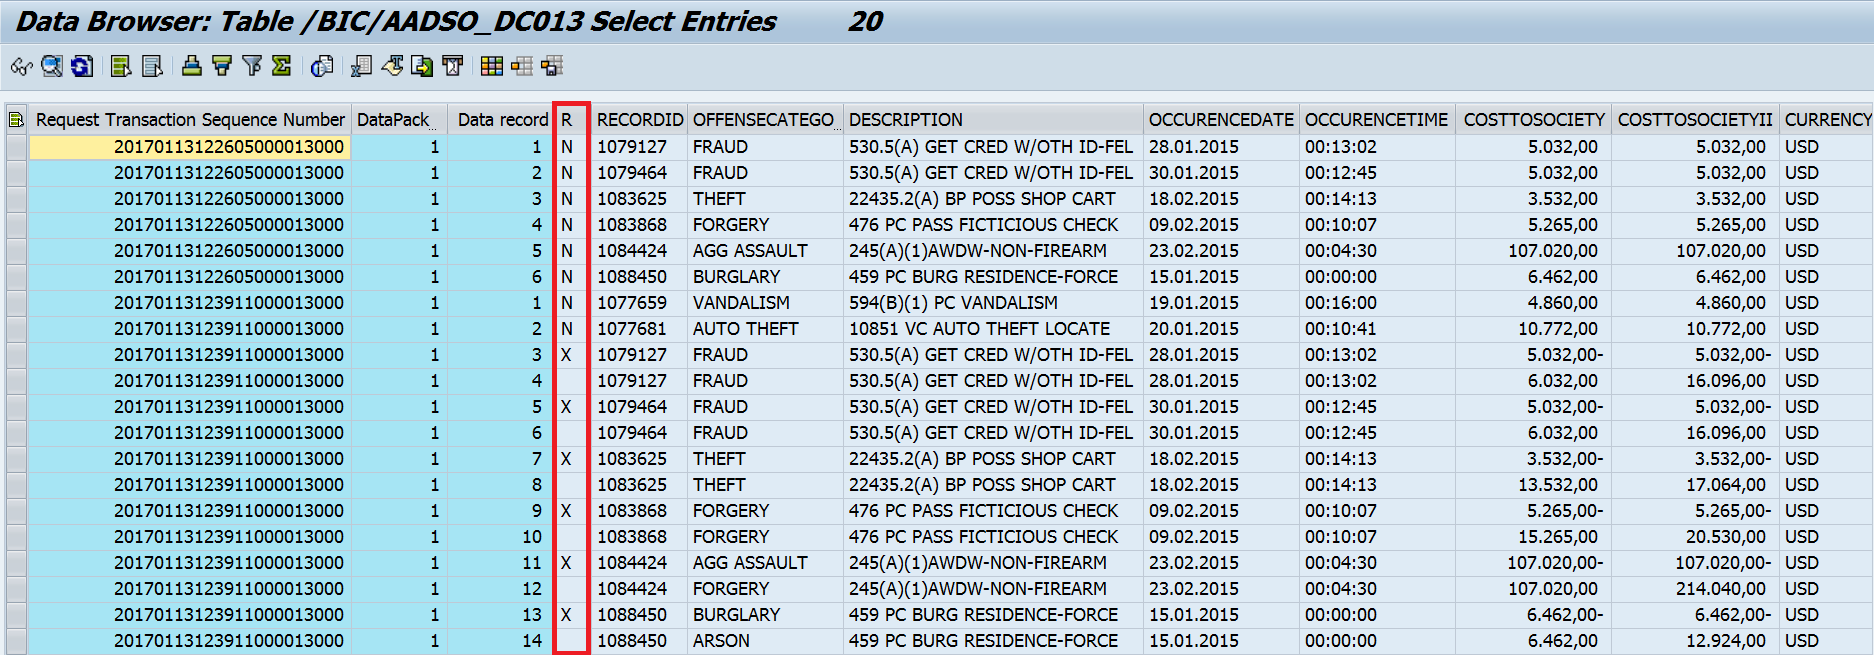 Data Browser: Table /BIC/AADSO_DC013 Select Entries 20
Request Transaction Sequence Number DataPack.. Data record R RECORDID OFFENSECATEGO.. DESCRIPTION OCCURENCEDATE OCCURENCETIME COSTTOSOCIETY COSTTOSOCIETYII CURRENCY
20170113122605000013000 1 1 N 1079127 FRAUD 530.5(A) GET CRED W/OTH ID-FEL 28.01.2015 00:13:02 5.032,00 5.032,00 USD
20170113122605000013000 1 2 N 1079464 FRAUD 530.5(A) GET CRED W/OTH ID-FEL 30.01.2015 00:12:45 5.032,00 5.032,00 USD
20170113122605000013000 1 3 N 1083625 THEFT 22435.2(A) BP POSS SHOP CART 18.02.2015 00:14:13 3.532,00 3.532,00 USD
20170113122605000013000 1 4 N 1083868 FORGERY 476 PC PASS FICTICIOUS CHECK 09.02.2015 00:10:07 5.265,00 5.265,00 USD
20170113122605000013000 1 5 N 1084424 AGG ASSAULT 245(A)(1)AWDW-NON-FIREARM 23.02.2015 00:04:30 107.020,00 107.020,00 USD
20170113122605000013000 1 6 N 1088450 BURGLARY 459 PC BURG RESIDENCE-FORCE 15.01.2015 00:00:00 6.462,00 6.462,00 USD
20170113123911000013000 1 1 N 1077659 VANDALISM 594(B)(1) PC VANDALISM 19.01.2015 00:16:00 4.860,00 4.860,00 USD
20170113123911000013000 1 2 N 1077681 AUTO THEFT 10851 VC AUTO THEFT LOCATE 20.01.2015 00:10:41 10.772,00 10.772,00 USD
20170113123911000013000 1 3 X 1079127 FRAUD 530.5(A) GET CRED W/OTH ID-FEL 28.01.2015 00:13:02 5.032,00- 5.032,00- USD
20170113123911000013000 1 4 1079127 FRAUD 530.5(A) GET CRED W/OTH ID-FEL 28.01.2015 00:13:02 6.032,00 16.096,00 USD
20170113123911000013000 1 5 X 1079464 FRAUD 530.5(A) GET CRED W/OTH ID-FEL 30.01.2015 00:12:45 5.032,00- 5.032,00- USD
20170113123911000013000 1 6 1079464 FRAUD 530.5(A) GET CRED W/OTH ID-FEL 30.01.2015 00:12:45 6.032,00 16.096,00 USD
20170113123911000013000 1 7 X 1083625 THEFT 22435.2(A) BP POSS SHOP CART 18.02.2015 00:14:13 3.532,00- 3.532,00- USD
20170113123911000013000 1 8 1083625 THEFT 22435.2(A) BP POSS SHOP CART 18.02.2015 00:14:13 13.532,00 17.064,00 USD
20170113123911000013000 1 9 X 1083868 FORGERY 476 PC PASS FICTICIOUS CHECK 09.02.2015 00:10:07 5.265,00- 5.265,00- USD
20170113123911000013000 1 10 1083868 FORGERY 476 PC PASS FICTICIOUS CHECK 09.02.2015 00:10:07 15.265,00 20.530,00 USD
20170113123911000013000 1 11 X 1084424 AGG ASSAULT 245(A)(1)AWDW-NON-FIREARM 23.02.2015 00:04:30 107.020,00- 107.020,00- USD
20170113123911000013000 1 12 1084424 FORGERY 245(A)(1)AWDW-NON-FIREARM 23.02.2015 00:04:30 107.020,00 214.040,00 USD
20170113123911000013000 1 13 X 1088450 BURGLARY 459 PC BURG RESIDENCE-FORCE 15.01.2015 00:00:00 6.462,00- 6.462,00- USD
20170113123911000013000 1 14 1088450 ARSON 459 PC BURG RESIDENCE-FORCE 15.01.2015 00:00:00 6.462,00 12.924,00 USD